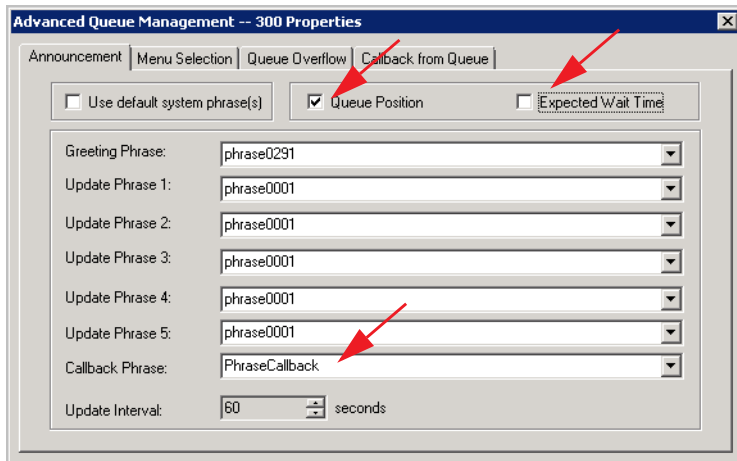 Advanced Queue Management -- 300 Properties
Announcement Menu Selection Queue Overflow Callback from Queue
Use default system phrase(s) Queue Position Expected Wait Time
Greeting Phrase: phrase0291
Update Phrase 1: phrase0001
Update Phrase 2: phrase0001
Update Phrase 3: phrase0001
Update Phrase 4: phrase0001
Update Phrase 5: phrase0001
Callback Phrase: PhraseCallback
Update Interval: 60 seconds